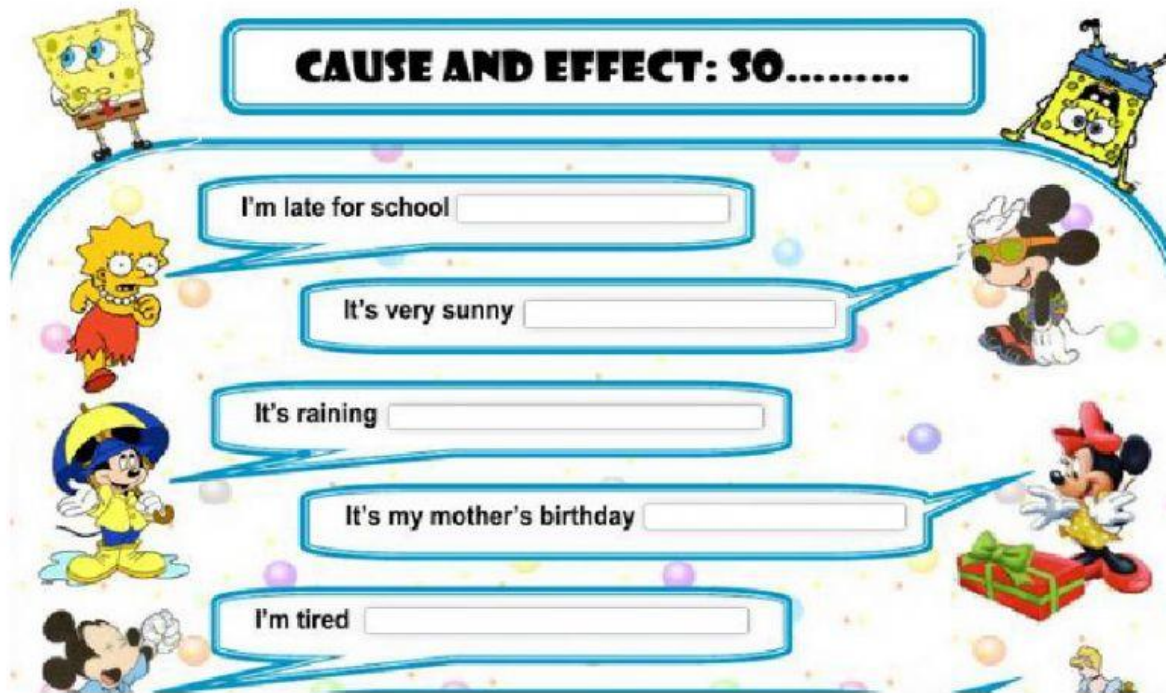 CAUSE AND EFFECT: SO.........
I'm late for school
It's very sunny
It's raining
It's my mother's birthday
I'm tired